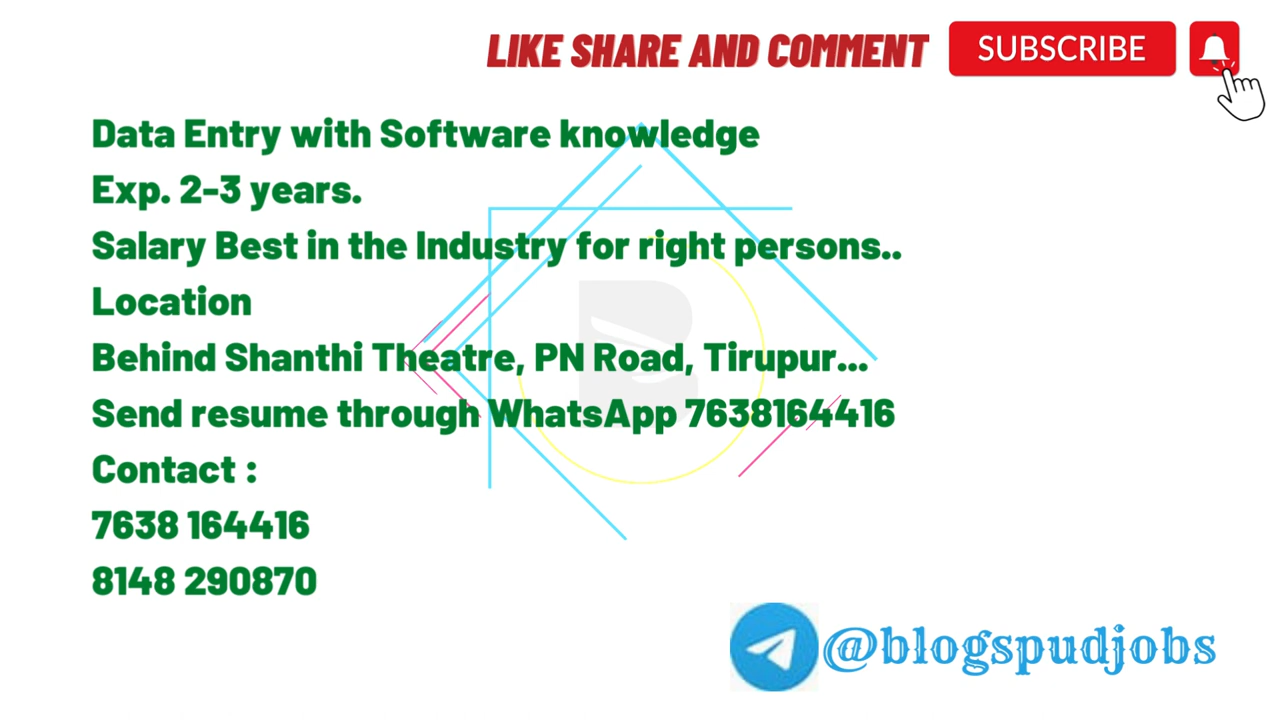 LIKE SHARE AND COMMENT
SUBSCRIBE
Data Entry with Software knowledge
Exp. 2-3 years.
Salary Best in the Industry for right persons..
Location
Behind Shanthi Theatre, PN Road, Tirupur...
Send resume through WhatsApp 7638164416
Contact :
7638 164416
8148 290870
@blogspudjobs